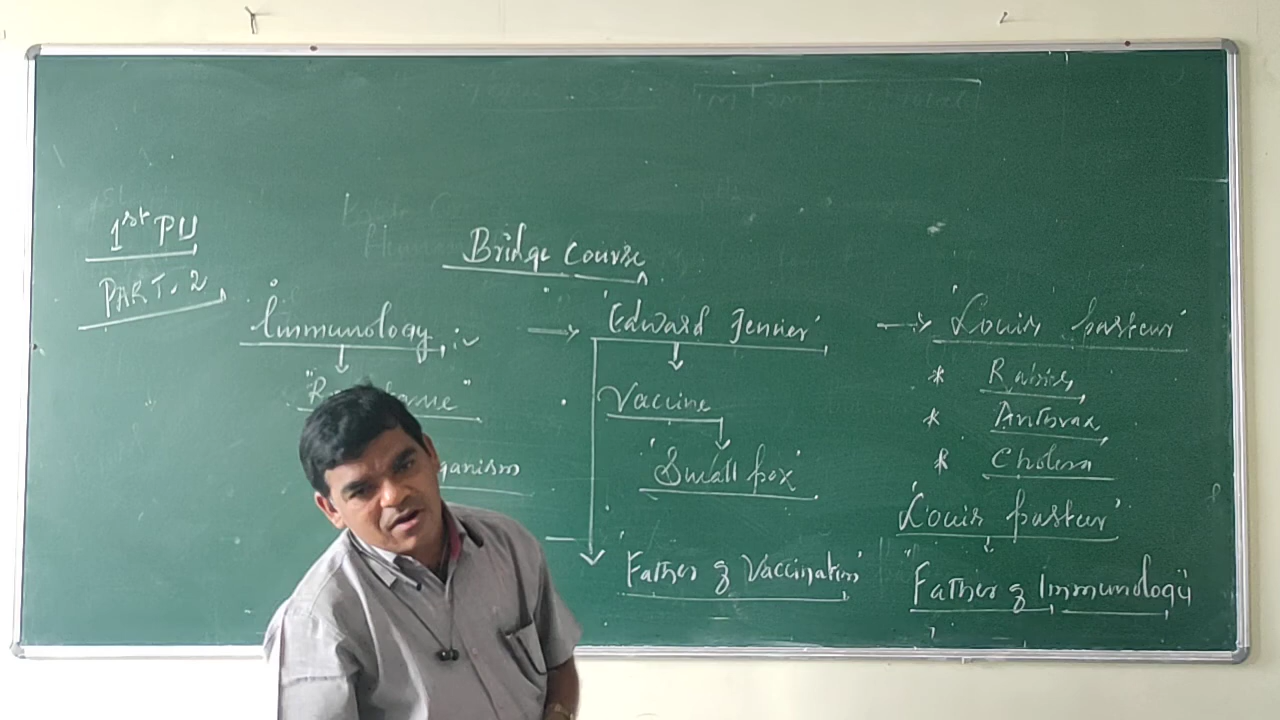 1st PU
PART-2
Bridge Course
Immunology
→ 'Edward Jenner'
→ 'Louis pasteur'
Vaccine
'Small pox'
* Rabies
* Anthrax
* Cholera
'Louis pasteur'
'Father of Vaccination'
"Father of Immunology